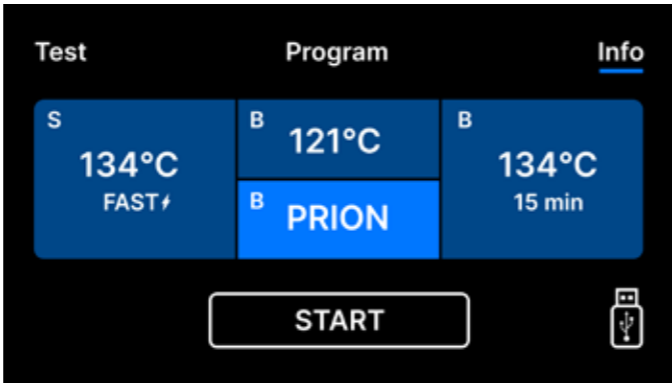 Test Program Info
S
134°C
FAST
B
121°C
B
PRION
B
134°C
15 min
START